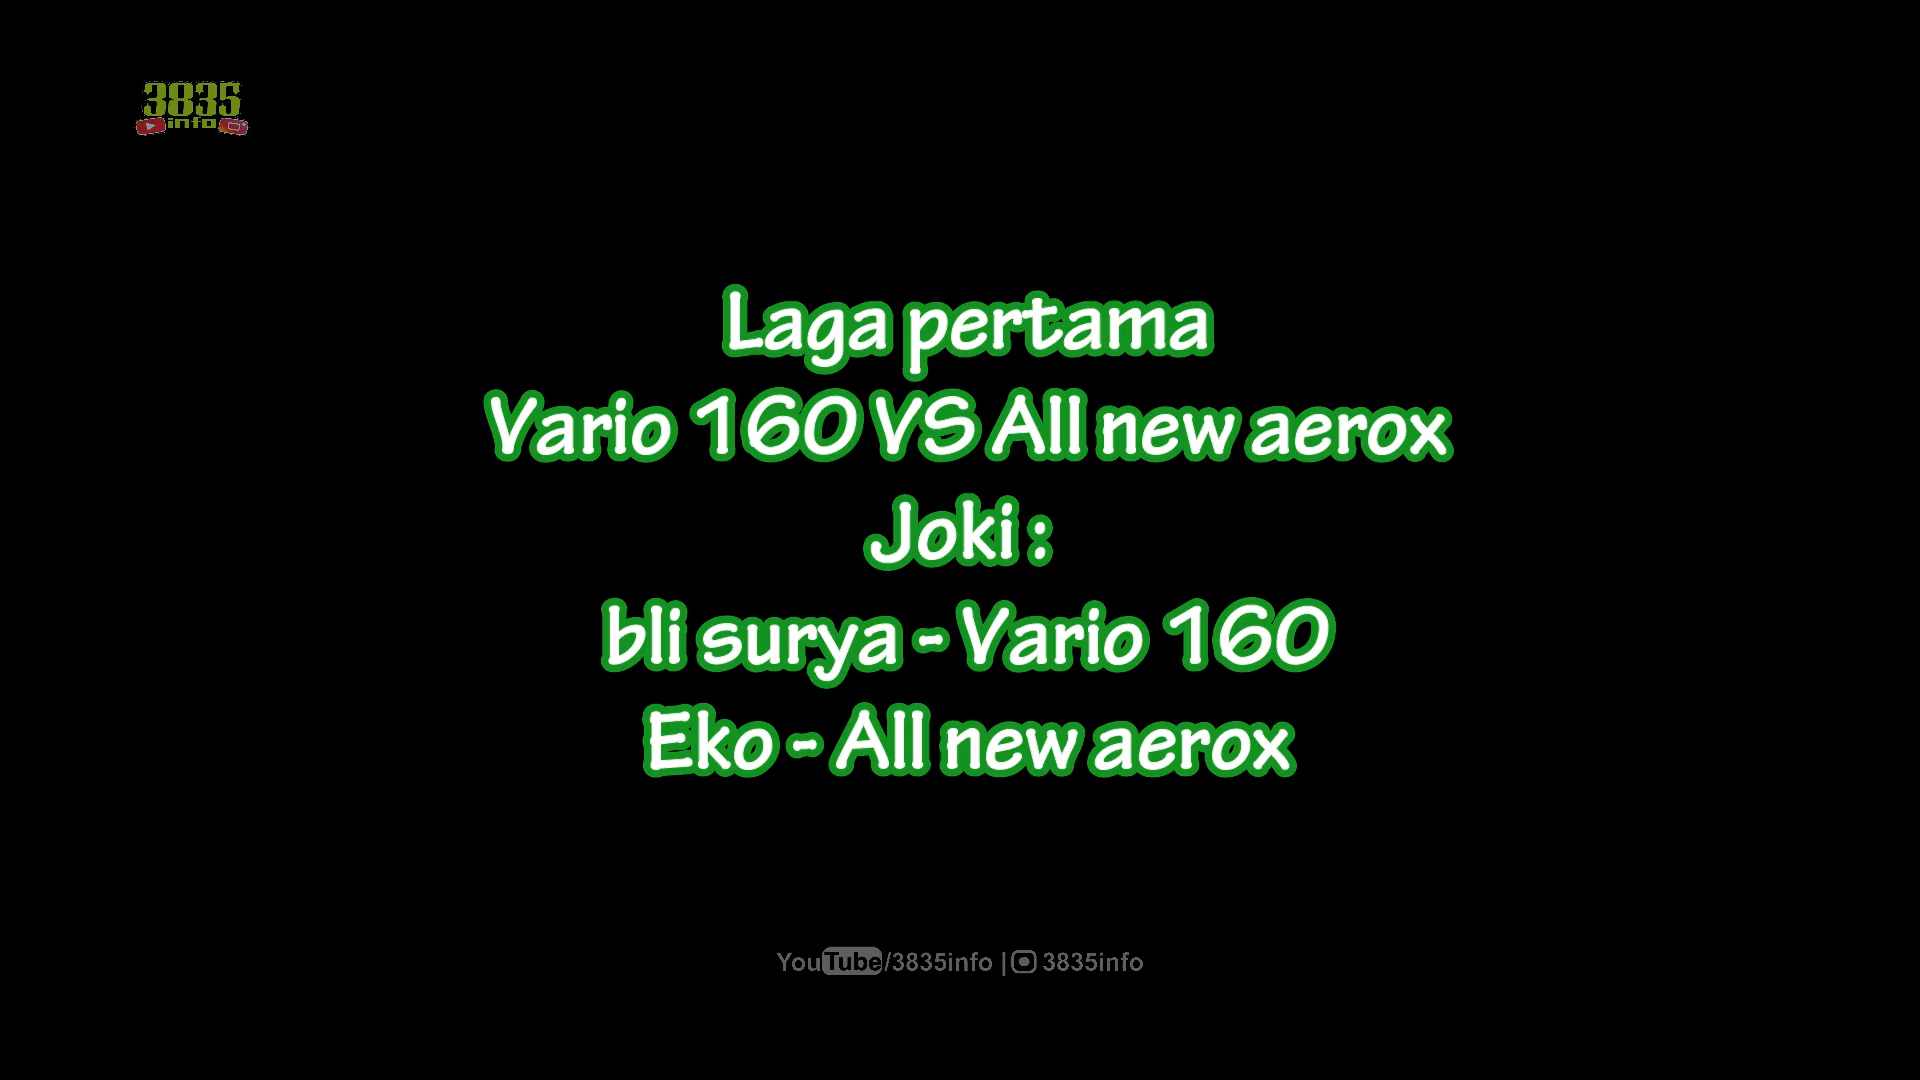 3835
info
Laga pertama
Vario 160 VS All new aerox
Joki :
bli surya - Vario 160
Eko - All new aerox
YouTube/3835info | 3835info